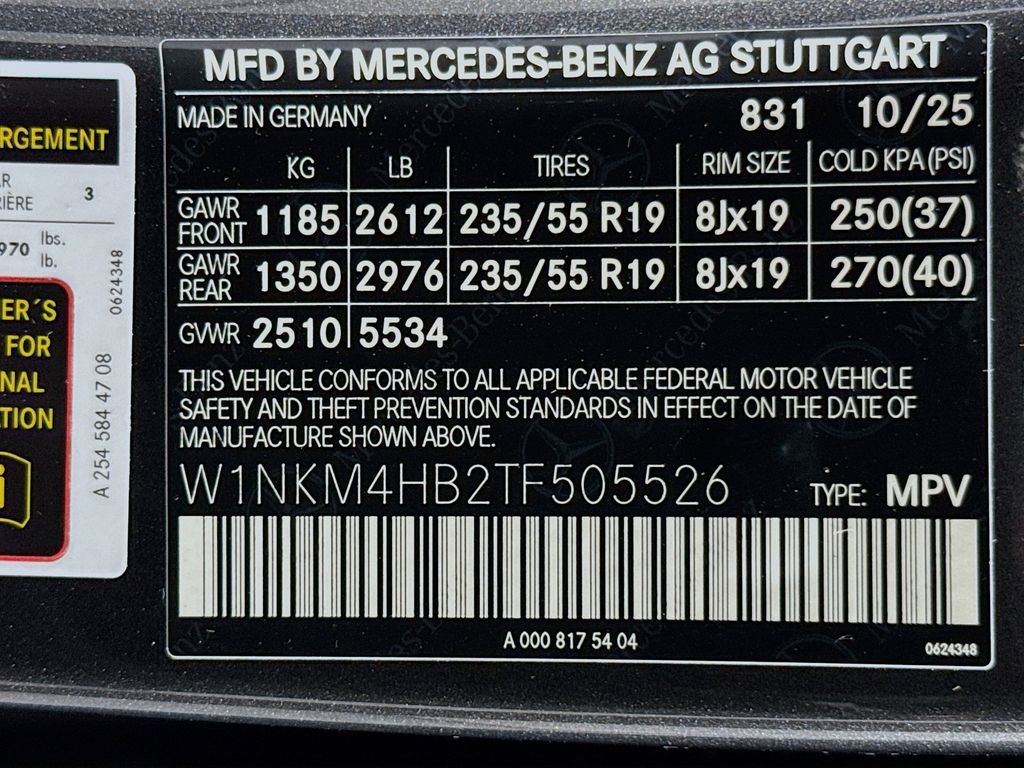 RGEMENT
3
970 lbs.
lb.
ER´S
FOR
NAL
TION
0624348
A 254 584 47 08
MFD BY MERCEDES-BENZ AG STUTTGART
MADE IN GERMANY 831 10/25
KG LB TIRES RIM SIZE COLD KPA (PSI)
GAWR FRONT 1185 2612 235/55 R19 8Jx19 250(37)
GAWR REAR 1350 2976 235/55 R19 8Jx19 270(40)
GVWR 2510 5534
THIS VEHICLE CONFORMS TO ALL APPLICABLE FEDERAL MOTOR VEHICLE
SAFETY AND THEFT PREVENTION STANDARDS IN EFFECT ON THE DATE OF
MANUFACTURE SHOWN ABOVE.
W1NKM4HB2TF505526 TYPE: MPV
A 000 817 54 04
0624348